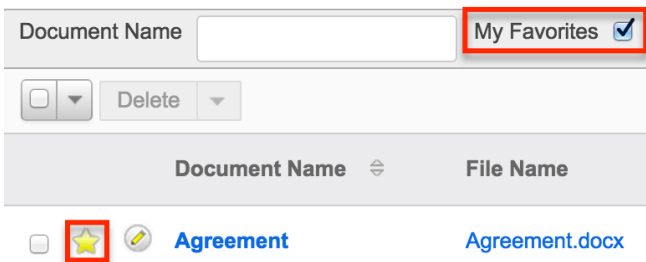 Document Name My Favorites
Delete
Document Name File Name
Agreement Agreement.docx